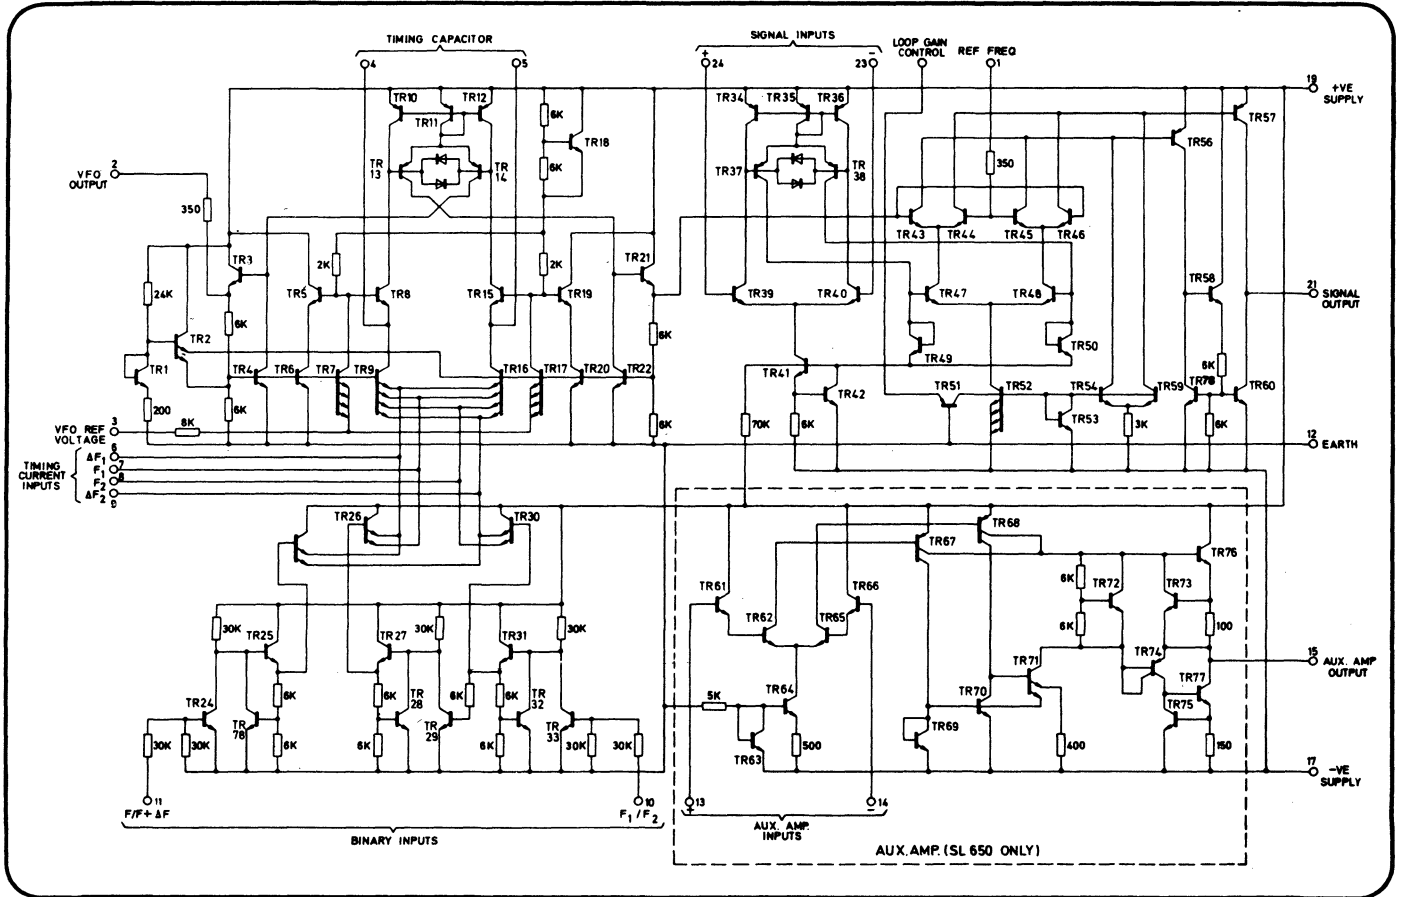 TIMING CAPACITOR
SIGNAL INPUTS
LOOP GAIN
CONTROL
REF FREQ
4
5
+
24
−
23
1
19
+VE
SUPPLY
TR10
TR11
TR12
6K
TR18
6K
TR34
TR35
TR36
TR57
TR56
2
VFO
OUTPUT
TR
13
TR
14
TR37
TR
38
350
350
TR43
TR44
TR45
TR46
TR3
2K
2K
TR21
24K
TR5
TR8
TR15
TR19
TR39
TR40
TR47
TR48
TR58
21
SIGNAL
OUTPUT
6K
TR2
6K
TR49
TR50
6K
TR1
TR4
TR6
TR7
TR9
TR16
TR17
TR20
TR22
TR41
TR42
TR51
TR52
TR54
TR59
TR78
TR60
200
6K
6K
70K
6K
TR53
3K
6K
3
VFO REF
VOLTAGE
8K
12
EARTH
TIMING
CURRENT
INPUTS
6
ΔF1
7
F1
8
F2
ΔF2
9
TR26
TR30
TR67
TR68
TR76
TR61
TR66
6K
TR72
TR73
TR62
TR65
6K
100
30K
TR25
TR27
30K
TR31
30K
TR71
TR74
15
AUX. AMP
OUTPUT
TR24
6K
6K
TR
28
6K
6K
TR
32
5K
TR64
TR70
TR77
TR75
30K
30K
TR
78
6K
6K
TR
29
6K
TR
33
30K
30K
TR63
500
TR69
400
150
17
−VE
SUPPLY
11
F/F+ΔF
10
F1/F2
13
+
14
−
AUX. AMP.
INPUTS
BINARY INPUTS
AUX. AMP. (SL 650 ONLY)